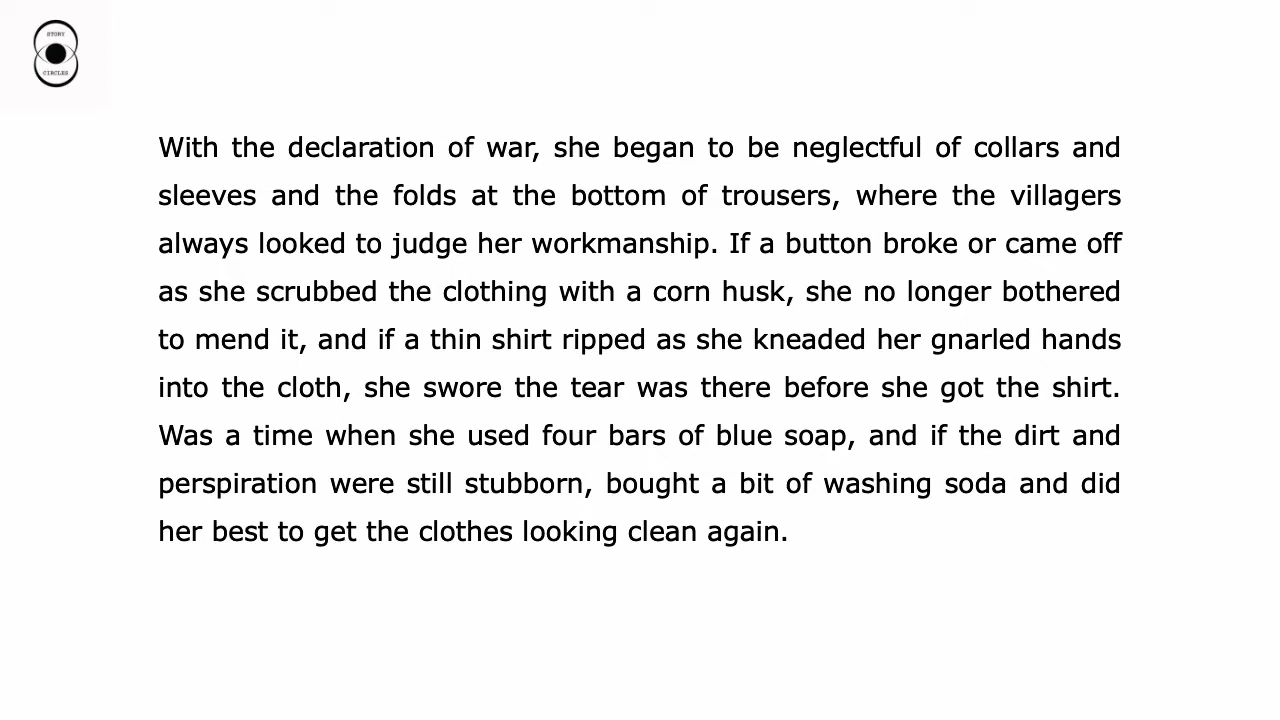 STORY
CIRCLES
With the declaration of war, she began to be neglectful of collars and
sleeves and the folds at the bottom of trousers, where the villagers
always looked to judge her workmanship. If a button broke or came off
as she scrubbed the clothing with a corn husk, she no longer bothered
to mend it, and if a thin shirt ripped as she kneaded her gnarled hands
into the cloth, she swore the tear was there before she got the shirt.
Was a time when she used four bars of blue soap, and if the dirt and
perspiration were still stubborn, bought a bit of washing soda and did
her best to get the clothes looking clean again.